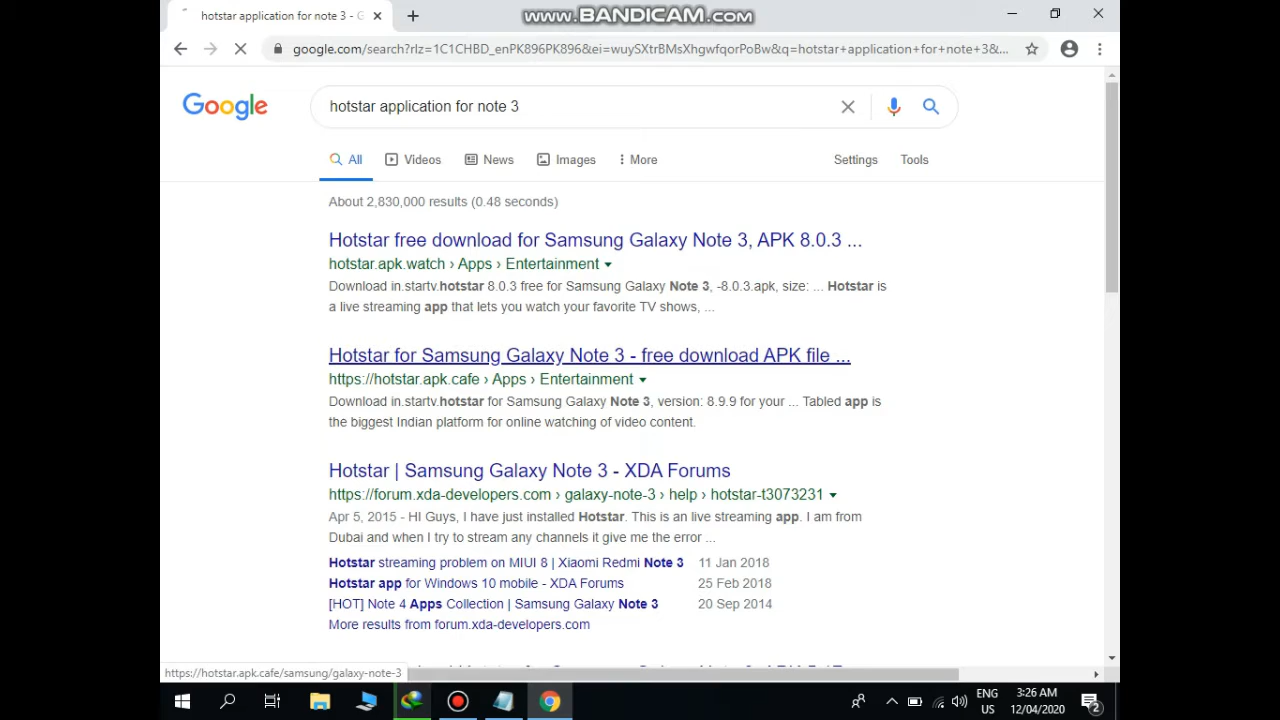 hotstar application for note 3 - G
www.BANDICAM.com
google.com/search?rlz=1C1CHBD_enPK896PK896&ei=wuySXtrBMsXhgwfqorPoBw&q=hotstar+application+for+note+3&...
Google
hotstar application for note 3
All
Videos
News
Images
More
Settings
Tools
About 2,830,000 results (0.48 seconds)
Hotstar free download for Samsung Galaxy Note 3, APK 8.0.3 ...
hotstar.apk.watch › Apps › Entertainment
Download in.startv.hotstar 8.0.3 free for Samsung Galaxy Note 3, -8.0.3.apk, size: ... Hotstar is
a live streaming app that lets you watch your favorite TV shows, ...
Hotstar for Samsung Galaxy Note 3 - free download APK file ...
https://hotstar.apk.cafe › Apps › Entertainment
Download in.startv.hotstar for Samsung Galaxy Note 3, version: 8.9.9 for your ... Tabled app is
the biggest Indian platform for online watching of video content.
Hotstar | Samsung Galaxy Note 3 - XDA Forums
https://forum.xda-developers.com › galaxy-note-3 › help › hotstar-t3073231
Apr 5, 2015 - HI Guys, I have just installed Hotstar. This is an live streaming app. I am from
Dubai and when I try to stream any channels it give me the error ...
Hotstar streaming problem on MIUI 8 | Xiaomi Redmi Note 3 11 Jan 2018
Hotstar app for Windows 10 mobile - XDA Forums 25 Feb 2018
[HOT] Note 4 Apps Collection | Samsung Galaxy Note 3 20 Sep 2014
More results from forum.xda-developers.com
https://hotstar.apk.cafe/samsung/galaxy-note-3
ENG
US
3:26 AM
12/04/2020
2